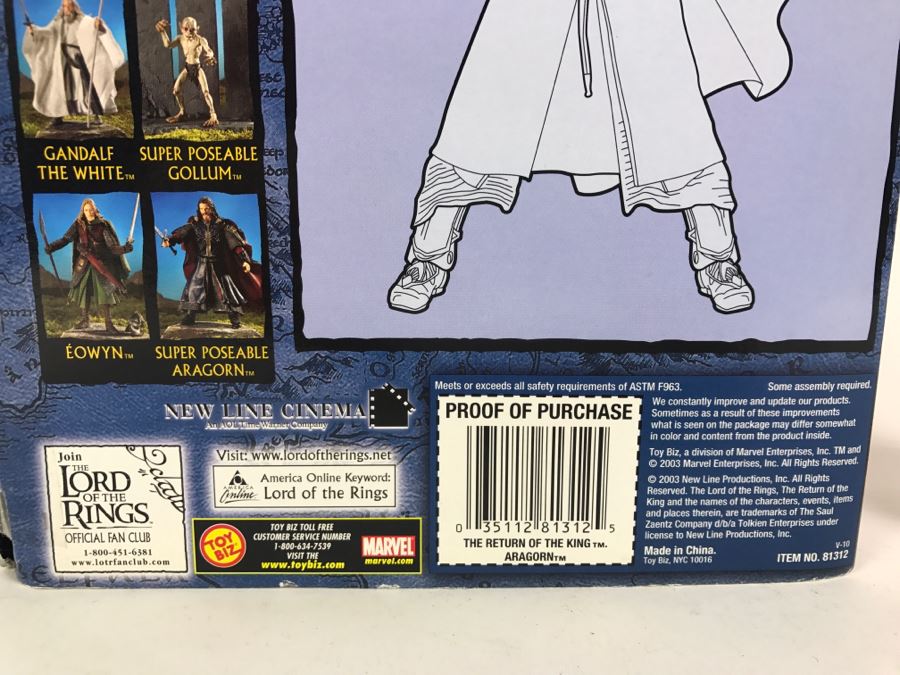 GANDALF
THE WHITE™
SUPER POSEABLE
GOLLUM™
ÉOWYN™
SUPER POSEABLE
ARAGORN™
NEW LINE CINEMA
An AOL Time Warner Company
Join
THE
LORD
OF THE
RINGS™
OFFICIAL FAN CLUB
1-800-451-6381
www.lotrfanclub.com
Visit: www.lordoftherings.net
AMERICA
Online
America Online Keyword:
Lord of the Rings
TOY
BIZ
TOY BIZ TOLL FREE
CUSTOMER SERVICE NUMBER
1-800-634-7539
VISIT THE
www.toybiz.com
MARVEL
marvel.com
Meets or exceeds all safety requirements of ASTM F963.
Some assembly required.
PROOF OF PURCHASE
0 35112 81312 5
THE RETURN OF THE KING™
ARAGORN™
We constantly improve and update our products.
Sometimes as a result of these improvements
what is seen on the package may differ somewhat
in color and content from the product inside.
Toy Biz, a division of Marvel Enterprises, Inc. TM and
© 2003 Marvel Enterprises, Inc. All Rights Reserved.
© 2003 New Line Productions, Inc. All Rights
Reserved. The Lord of the Rings, The Return of the
King and the names of the characters, events, items
and places therein, are trademarks of The Saul
Zaentz Company d/b/a Tolkien Enterprises under
license to New Line Productions, Inc.
Made in China.
Toy Biz, NYC 10016
V-10
ITEM NO. 81312